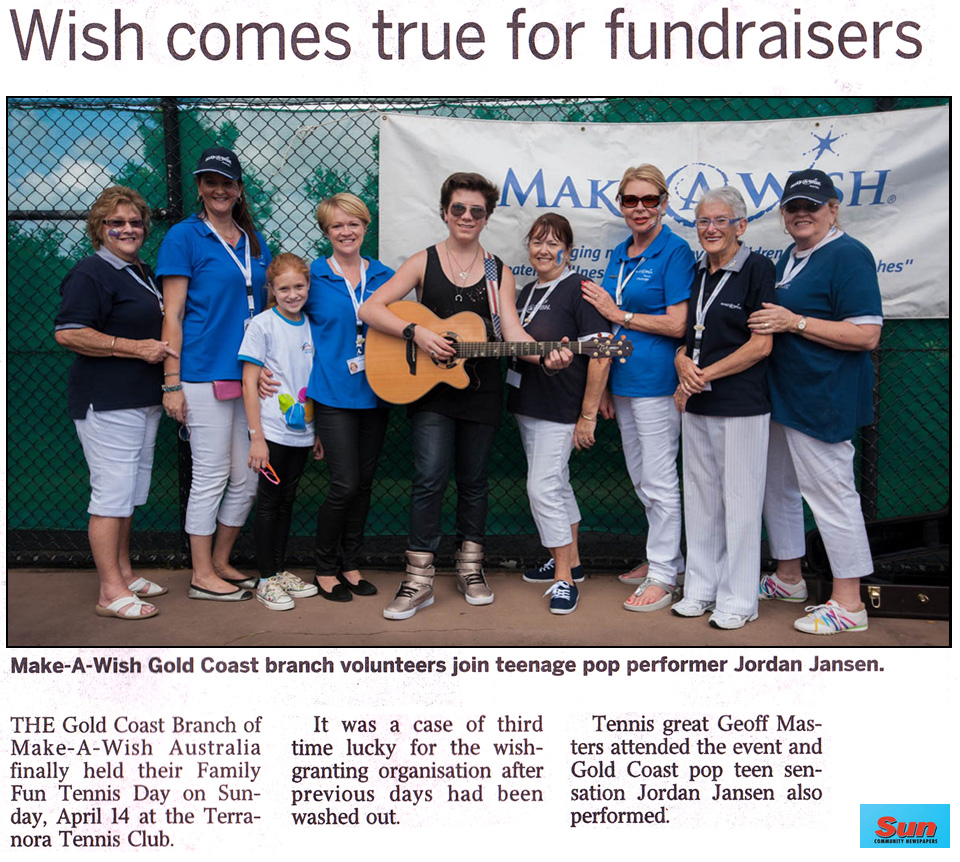 Wish comes true for fundraisers
MAKE A WISH®
children
Make-A-Wish Gold Coast branch volunteers join teenage pop performer Jordan Jansen.
THE Gold Coast Branch of
Make-A-Wish Australia
finally held their Family
Fun Tennis Day on Sun-
day, April 14 at the Terra-
nora Tennis Club.
It was a case of third
time lucky for the wish-
granting organisation after
previous days had been
washed out.
Tennis great Geoff Mas-
ters attended the event and
Gold Coast pop teen sen-
sation Jordan Jansen also
performed.
Sun
COMMUNITY NEWSPAPERS